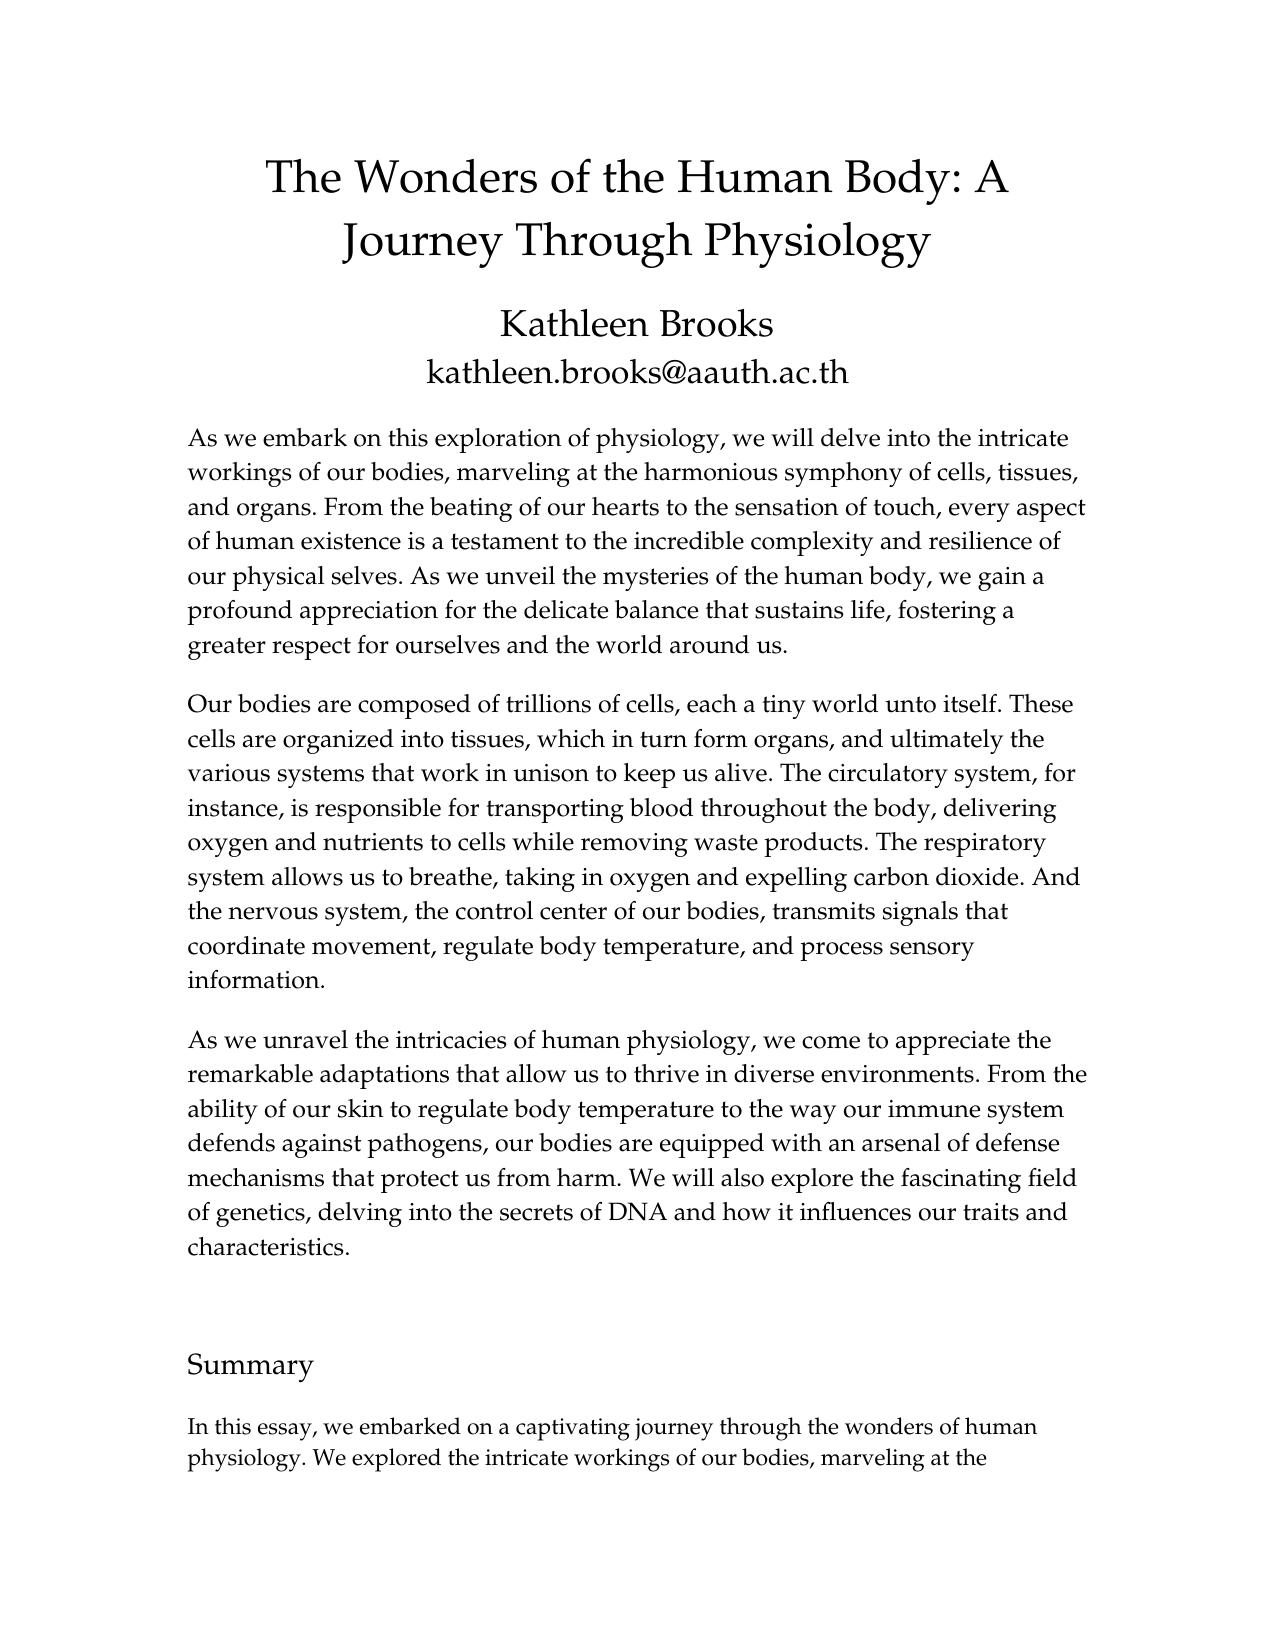 The Wonders of the Human Body: A
Journey Through Physiology
Kathleen Brooks
kathleen.brooks@aauth.ac.th
As we embark on this exploration of physiology, we will delve into the intricate
workings of our bodies, marveling at the harmonious symphony of cells, tissues,
and organs. From the beating of our hearts to the sensation of touch, every aspect
of human existence is a testament to the incredible complexity and resilience of
our physical selves. As we unveil the mysteries of the human body, we gain a
profound appreciation for the delicate balance that sustains life, fostering a
greater respect for ourselves and the world around us.
Our bodies are composed of trillions of cells, each a tiny world unto itself. These
cells are organized into tissues, which in turn form organs, and ultimately the
various systems that work in unison to keep us alive. The circulatory system, for
instance, is responsible for transporting blood throughout the body, delivering
oxygen and nutrients to cells while removing waste products. The respiratory
system allows us to breathe, taking in oxygen and expelling carbon dioxide. And
the nervous system, the control center of our bodies, transmits signals that
coordinate movement, regulate body temperature, and process sensory
information.
As we unravel the intricacies of human physiology, we come to appreciate the
remarkable adaptations that allow us to thrive in diverse environments. From the
ability of our skin to regulate body temperature to the way our immune system
defends against pathogens, our bodies are equipped with an arsenal of defense
mechanisms that protect us from harm. We will also explore the fascinating field
of genetics, delving into the secrets of DNA and how it influences our traits and
characteristics.
Summary
In this essay, we embarked on a captivating journey through the wonders of human
physiology. We explored the intricate workings of our bodies, marveling at the